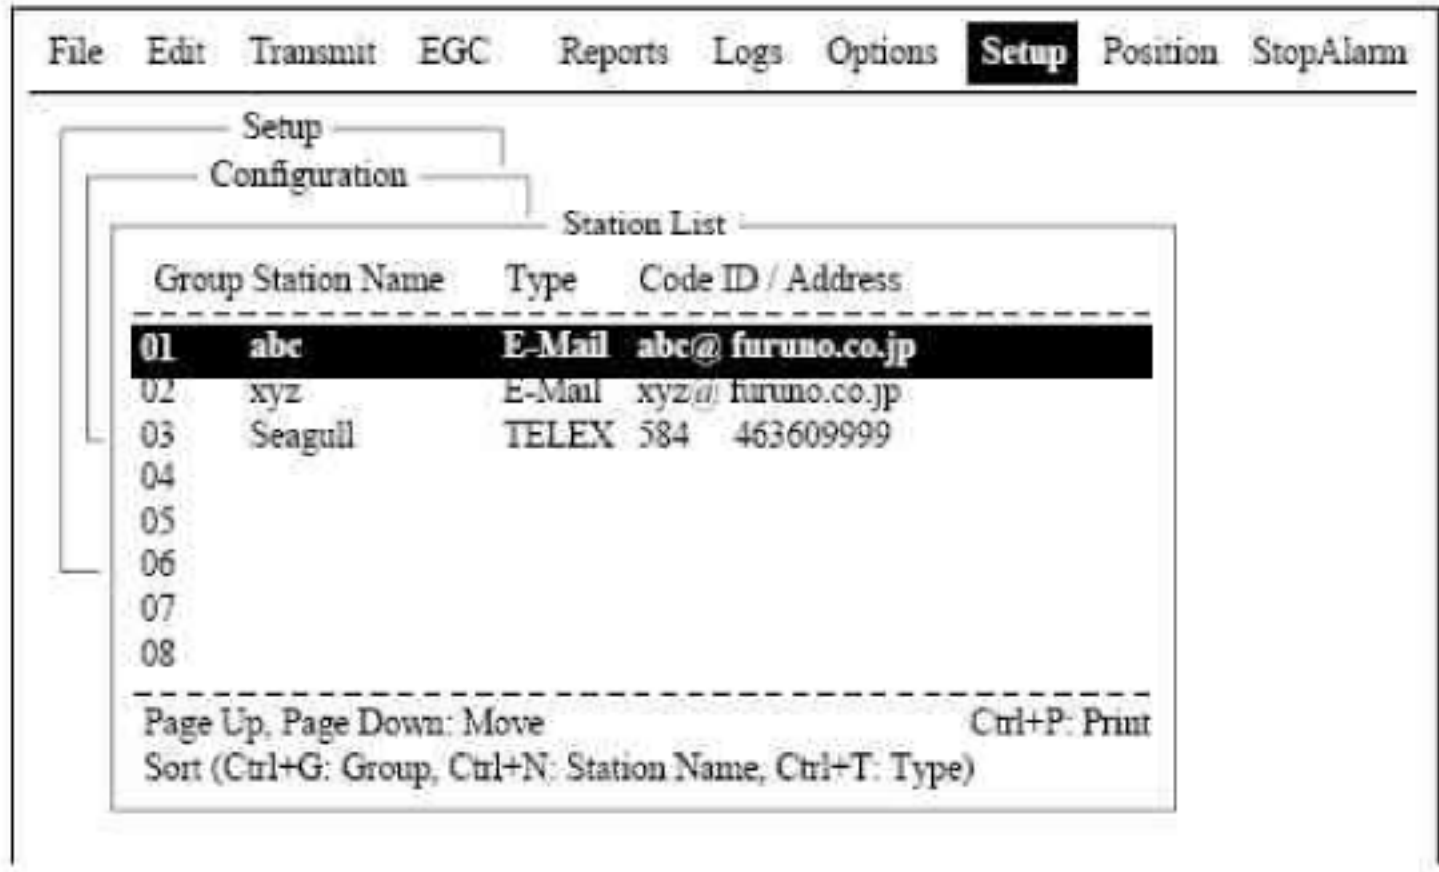 File Edit Transmit EGC Reports Logs Options Setup Position StopAlarm
Setup
Configuration
Station List
Group Station Name Type Code ID / Address
01 abc E-Mail abc@ furuno.co.jp
02 xyz E-Mail xyz@ furuno.co.jp
03 Seagull TELEX 584 463609999
04
05
06
07
08
Page Up, Page Down: Move Ctrl+P: Print
Sort (Ctrl+G: Group, Ctrl+N: Station Name, Ctrl+T: Type)